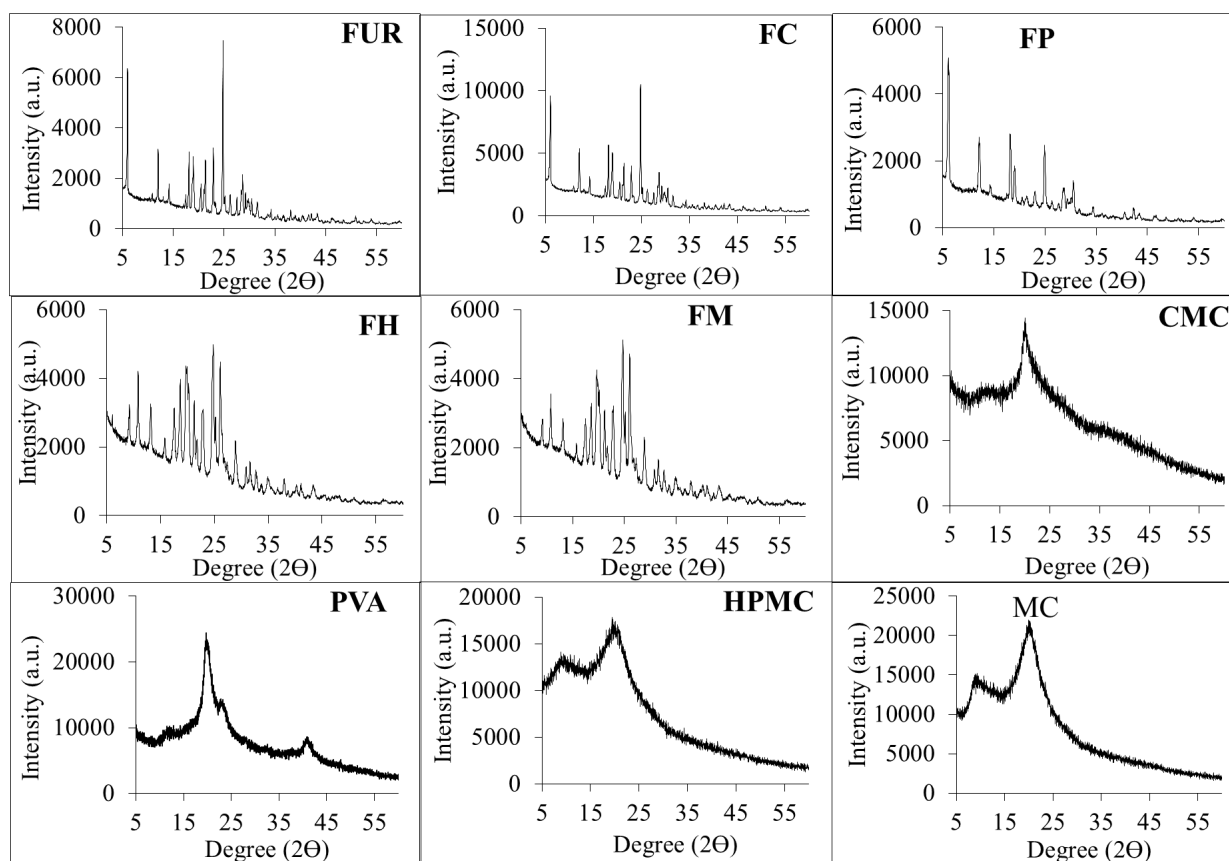 FUR
8000
6000
4000
2000
0
Intensity (a.u.)
5 15 25 35 45 55
Degree (2Θ)
FC
15000
10000
5000
0
Intensity (a.u.)
5 15 25 35 45 55
Degree (2Θ)
FP
6000
4000
2000
0
Intensity (a.u.)
5 15 25 35 45 55
Degree (2Θ)
FH
6000
4000
2000
0
Intensity (a.u.)
5 15 25 35 45 55
Degree (2Θ)
FM
6000
4000
2000
0
Intensity (a.u.)
5 15 25 35 45 55
Degree (2Θ)
CMC
15000
10000
5000
0
Intensity (a.u.)
5 15 25 35 45 55
Degree (2Θ)
PVA
30000
20000
10000
0
Intensity (a.u.)
5 15 25 35 45 55
Degree (2Θ)
HPMC
20000
15000
10000
5000
0
Intensity (a.u.)
5 15 25 35 45 55
Degree (2Θ)
MC
25000
20000
15000
10000
5000
0
Intensity (a.u.)
5 15 25 35 45 55
Degree (2Θ)